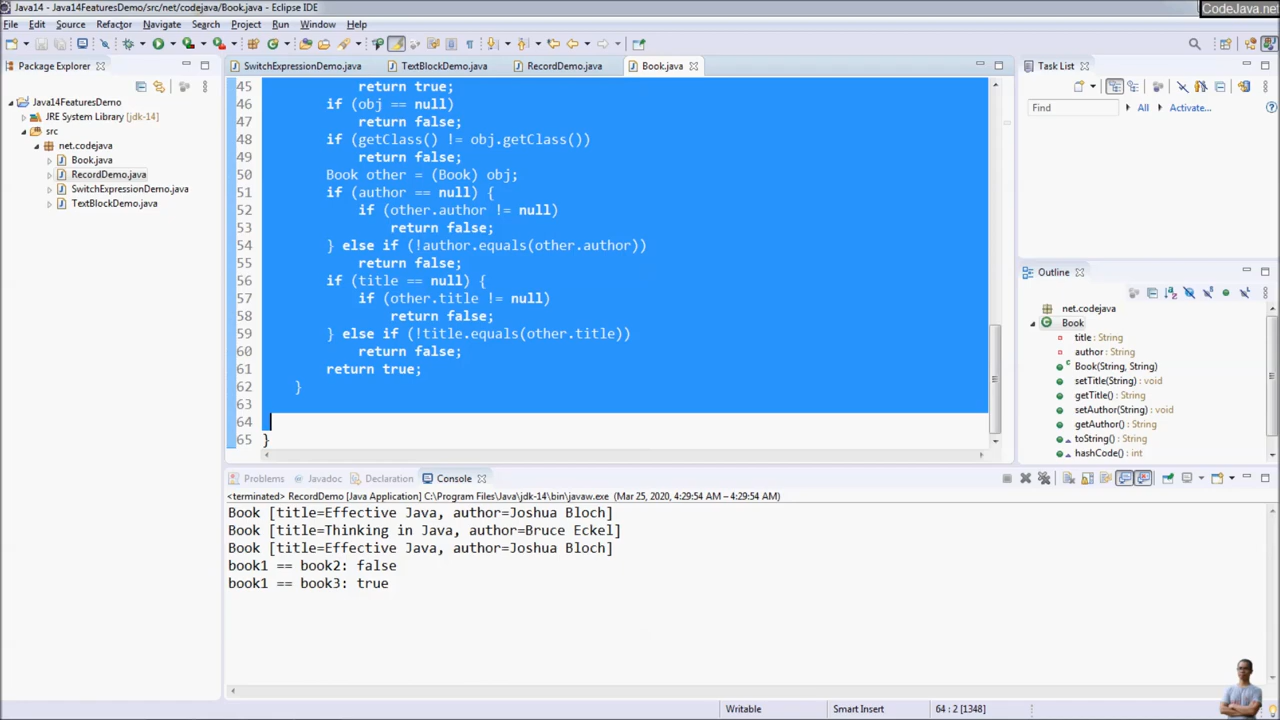 Java14 - Java14FeaturesDemo/src/net/codejava/Book.java - Eclipse IDE
CodeJava.net
File Edit Source Refactor Navigate Search Project Run Window Help
Package Explorer
SwitchExpressionDemo.java TextBlockDemo.java RecordDemo.java Book.java
Task List
Java14FeaturesDemo
JRE System Library [jdk-14]
src
net.codejava
Book.java
RecordDemo.java
SwitchExpressionDemo.java
TextBlockDemo.java
45 return true;
46 if (obj == null)
47 return false;
48 if (getClass() != obj.getClass())
49 return false;
50 Book other = (Book) obj;
51 if (author == null) {
52 if (other.author != null)
53 return false;
54 } else if (!author.equals(other.author))
55 return false;
56 if (title == null) {
57 if (other.title != null)
58 return false;
59 } else if (!title.equals(other.title))
60 return false;
61 return true;
62 }
63
64
65 }
Find All Activate...
Outline
net.codejava
Book
title : String
author : String
Book(String, String)
setTitle(String) : void
getTitle() : String
setAuthor(String) : void
getAuthor() : String
toString() : String
hashCode() : int
Problems Javadoc Declaration Console
<terminated> RecordDemo [Java Application] C:\Program Files\Java\jdk-14\bin\javaw.exe (Mar 25, 2020, 4:29:54 AM – 4:29:54 AM)
Book [title=Effective Java, author=Joshua Bloch]
Book [title=Thinking in Java, author=Bruce Eckel]
Book [title=Effective Java, author=Joshua Bloch]
book1 == book2: false
book1 == book3: true
Writable Smart Insert 64 : 2 [1348]